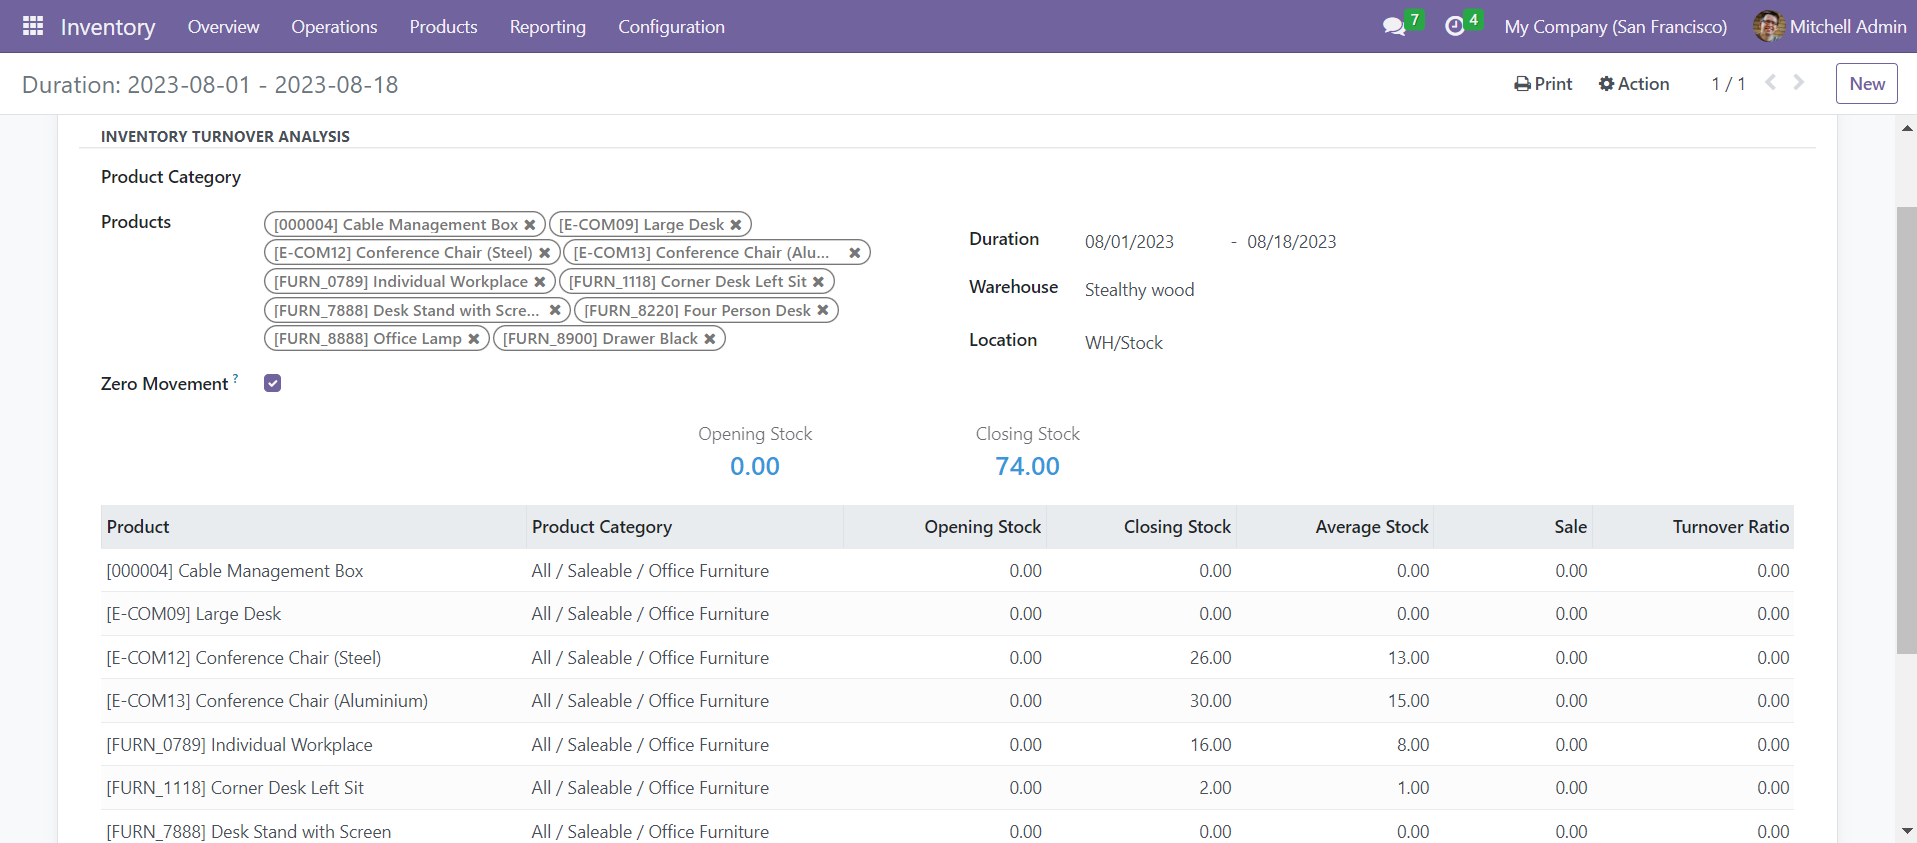 Inventory Overview Operations Products Reporting Configuration 7 4 My Company (San Francisco) Mitchell Admin
Duration: 2023-08-01 - 2023-08-18 Print Action 1 / 1 New
INVENTORY TURNOVER ANALYSIS
Product Category
Products
[000004] Cable Management Box [E-COM09] Large Desk
[E-COM12] Conference Chair (Steel) [E-COM13] Conference Chair (Alu...
[FURN_0789] Individual Workplace [FURN_1118] Corner Desk Left Sit
[FURN_7888] Desk Stand with Scre... [FURN_8220] Four Person Desk
[FURN_8888] Office Lamp [FURN_8900] Drawer Black
Duration 08/01/2023 - 08/18/2023
Warehouse Stealthy wood
Location WH/Stock
Zero Movement ?
Opening Stock Closing Stock
0.00 74.00
Product Product Category Opening Stock Closing Stock Average Stock Sale Turnover Ratio
[000004] Cable Management Box All / Saleable / Office Furniture 0.00 0.00 0.00 0.00 0.00
[E-COM09] Large Desk All / Saleable / Office Furniture 0.00 0.00 0.00 0.00 0.00
[E-COM12] Conference Chair (Steel) All / Saleable / Office Furniture 0.00 26.00 13.00 0.00 0.00
[E-COM13] Conference Chair (Aluminium) All / Saleable / Office Furniture 0.00 30.00 15.00 0.00 0.00
[FURN_0789] Individual Workplace All / Saleable / Office Furniture 0.00 16.00 8.00 0.00 0.00
[FURN_1118] Corner Desk Left Sit All / Saleable / Office Furniture 0.00 2.00 1.00 0.00 0.00
[FURN_7888] Desk Stand with Screen All / Saleable / Office Furniture 0.00 0.00 0.00 0.00 0.00